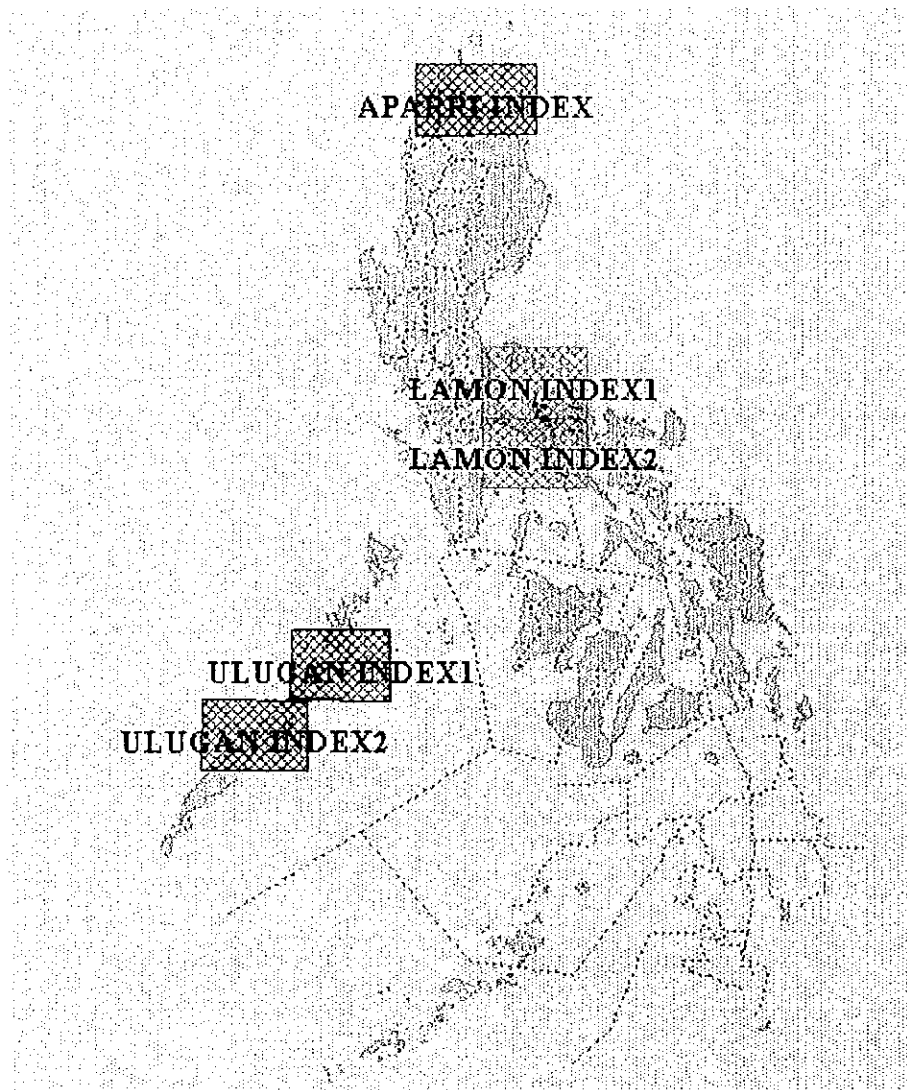 APARRI INDEX
LAMON INDEX1
LAMON INDEX2
ULUGAN INDEX1
ULUGAN INDEX2